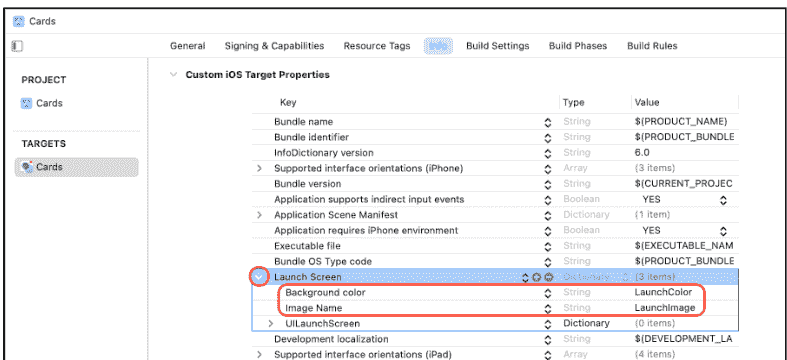 Cards
General Signing & Capabilities Resource Tags Info Build Settings Build Phases Build Rules
PROJECT
Cards
TARGETS
Cards
Custom iOS Target Properties
Key Type Value
Bundle name String $(PRODUCT_NAME)
Bundle identifier String $(PRODUCT_BUNDLE
InfoDictionary version String 6.0
Supported interface orientations (iPhone) Array (3 items)
Bundle version String $(CURRENT_PROJEC
Application supports indirect input events Boolean YES
Application Scene Manifest Dictionary (1 item)
Application requires iPhone environment Boolean YES
Executable file String $(EXECUTABLE_NAM
Bundle OS Type code String $(PRODUCT_BUNDLE
Launch Screen Dictionary (3 items)
Background color String LaunchColor
Image Name String LaunchImage
UILaunchScreen Dictionary (0 items)
Development localization String $(DEVELOPMENT_LA
Supported interface orientations (iPad) Array (4 items)